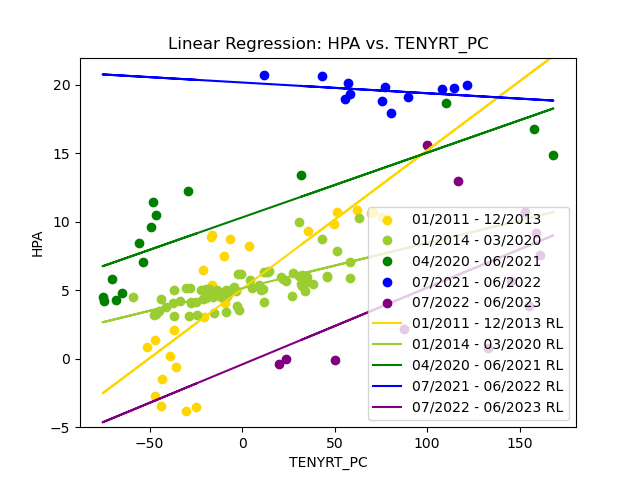 Linear Regression: HPA vs. TENYRT_PC
HPA
20
15
10
5
0
−5
−50
0
50
100
150
TENYRT_PC
01/2011 - 12/2013
01/2014 - 03/2020
04/2020 - 06/2021
07/2021 - 06/2022
07/2022 - 06/2023
01/2011 - 12/2013 RL
01/2014 - 03/2020 RL
04/2020 - 06/2021 RL
07/2021 - 06/2022 RL
07/2022 - 06/2023 RL